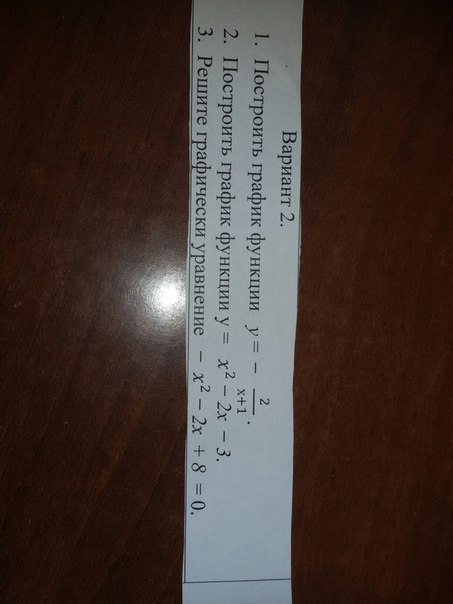 Вариант 2.
1. Построить график функции y = − 2/(x+1).
2. Построить график функции y = x² − 2x − 3.
3. Решите графически уравнение − x² − 2x + 8 = 0.